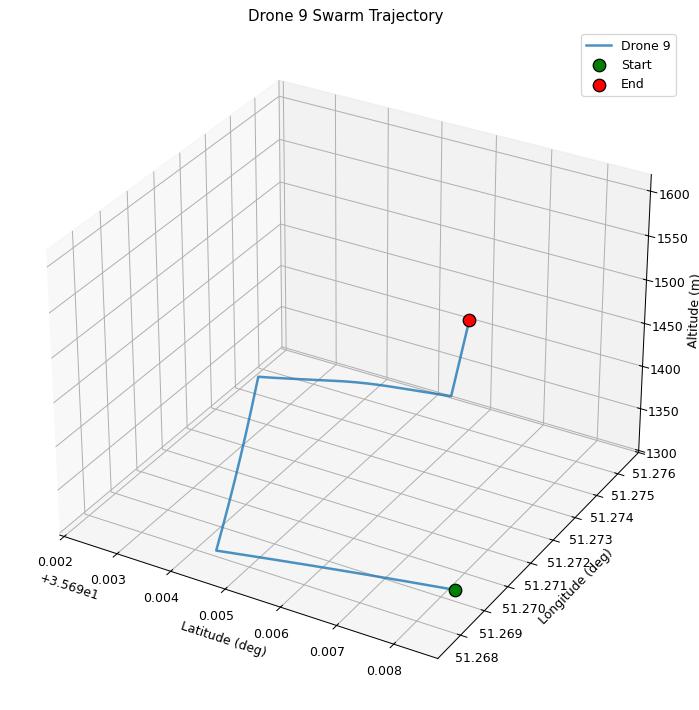 Drone 9 Swarm Trajectory
Drone 9
Start
End
1600
1550
1500
1450
1400
1350
1300
Altitude (m)
51.276
51.275
51.274
51.273
51.272
51.271
51.270
51.269
51.268
Longitude (deg)
0.002
0.003
0.004
0.005
0.006
0.007
0.008
+3.569e1
Latitude (deg)